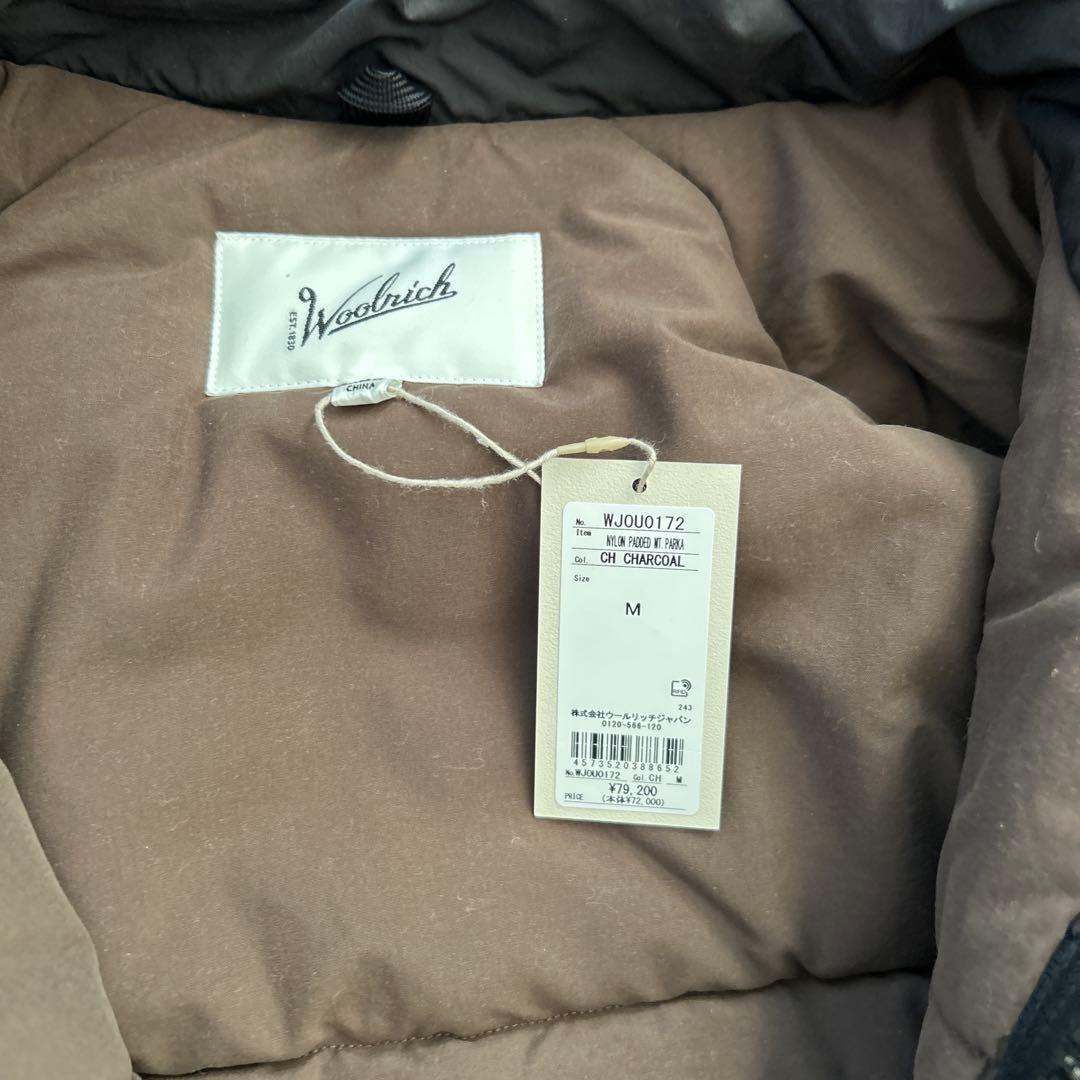 Woolrich
EST.1830
CHINA
No. WJOU0172
Item NYLON PADDED MT.PARKA
Col. CH CHARCOAL
Size
M
RFID
243
株式会社ウールリッチジャパン
0120-566-120
4573520388652
No.WJOU0172 Col.CH M
¥79,200
PRICE (本体¥72,000)